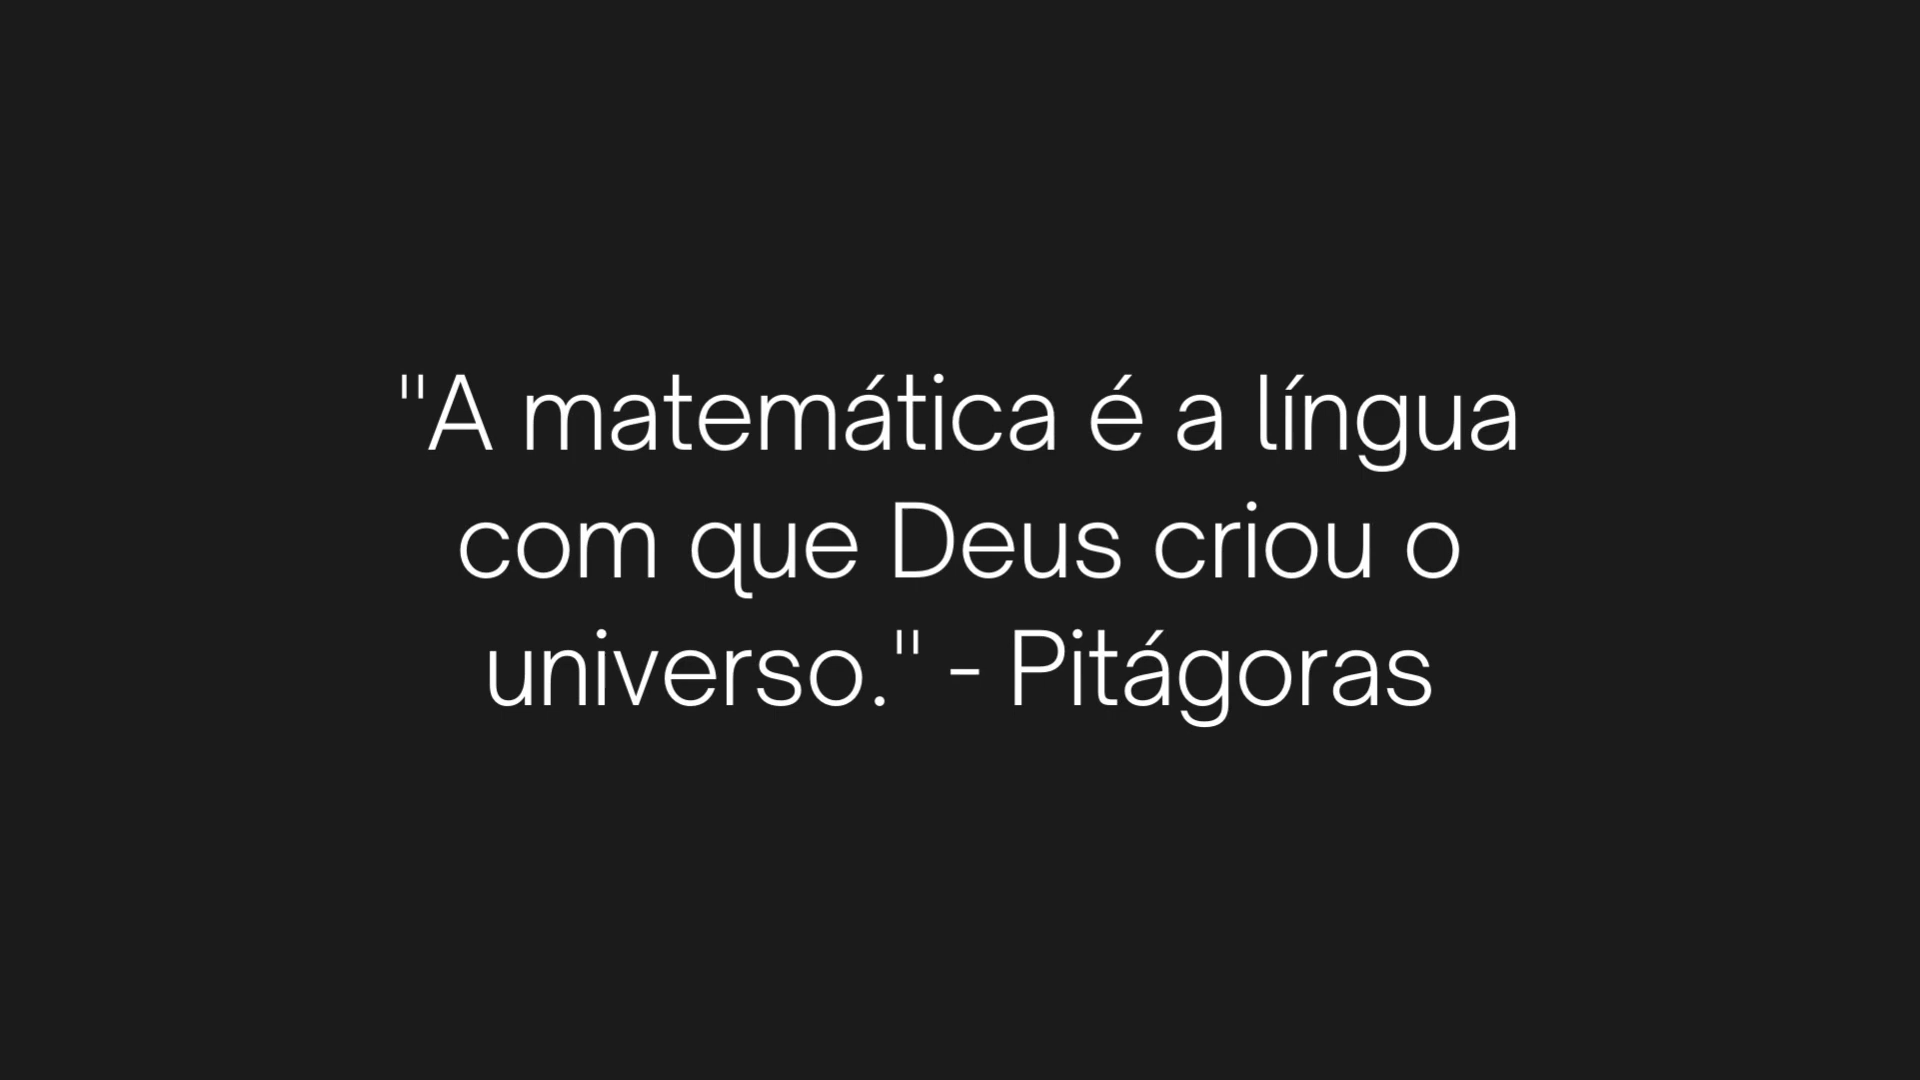 "A matemática é a língua
com que Deus criou o
universo." - Pitágoras